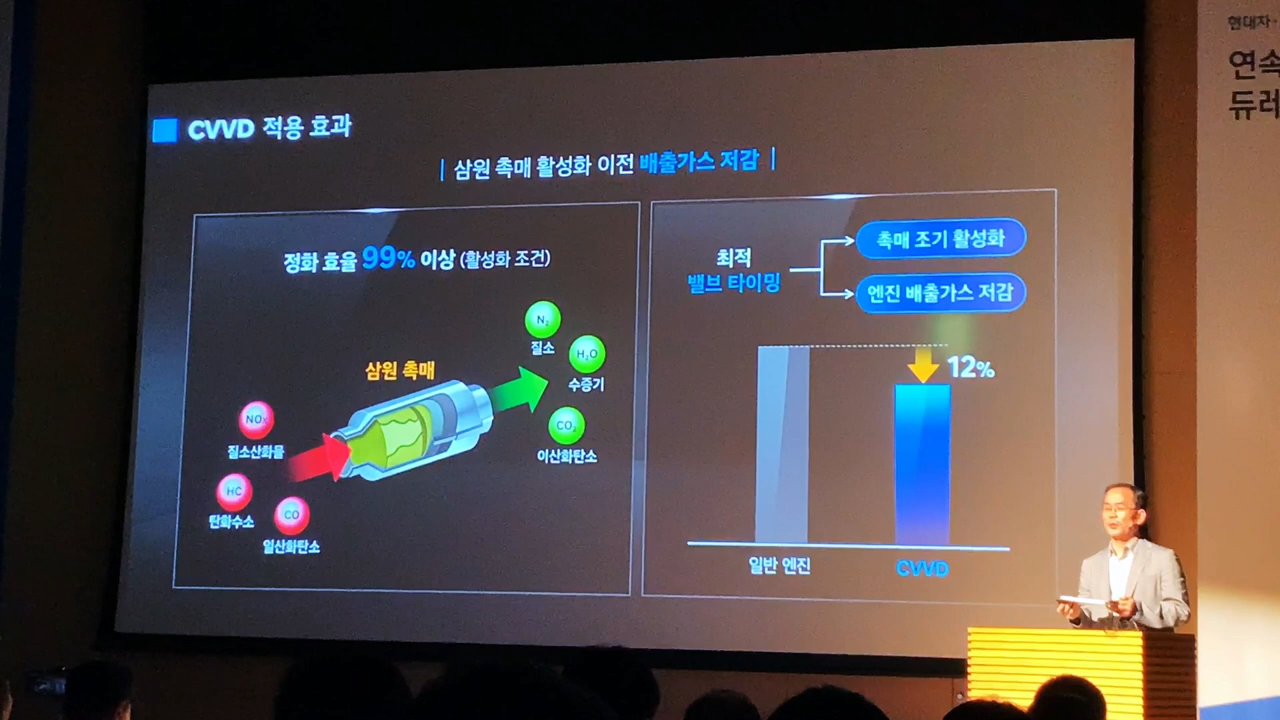 CVVD 적용 효과
| 삼원 촉매 활성화 이전 배출가스 저감 |
정화 효율 99% 이상 (활성화 조건)
N₂
질소
H₂O
수증기
삼원 촉매
CO₂
이산화탄소
NOx
질소산화물
HC
탄화수소
CO
일산화탄소
최적
밸브 타이밍
촉매 조기 활성화
엔진 배출가스 저감
12%
일반 엔진
CVVD
현대자·
연속
듀레